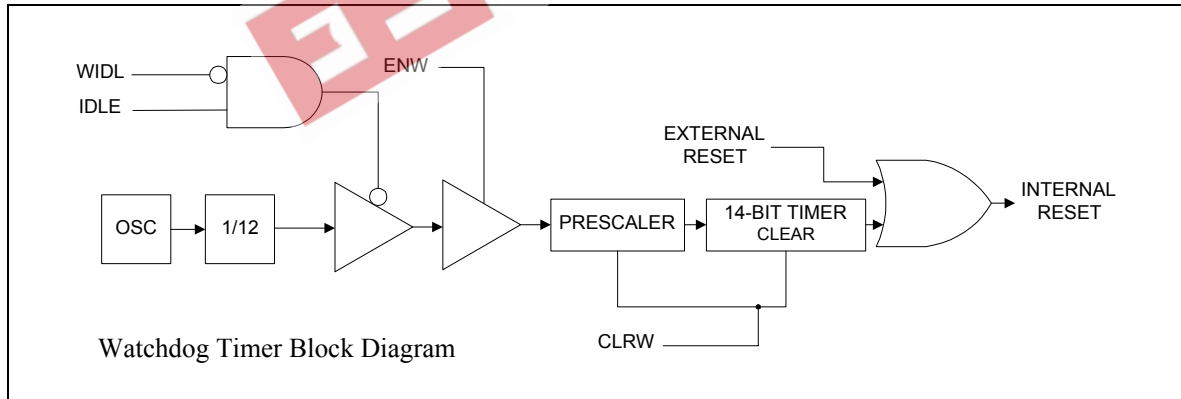 WIDL
IDLE
ENW
EXTERNAL
RESET
INTERNAL
RESET
OSC
1/12
PRESCALER
14-BIT TIMER
CLEAR
CLRW
Watchdog Timer Block Diagram